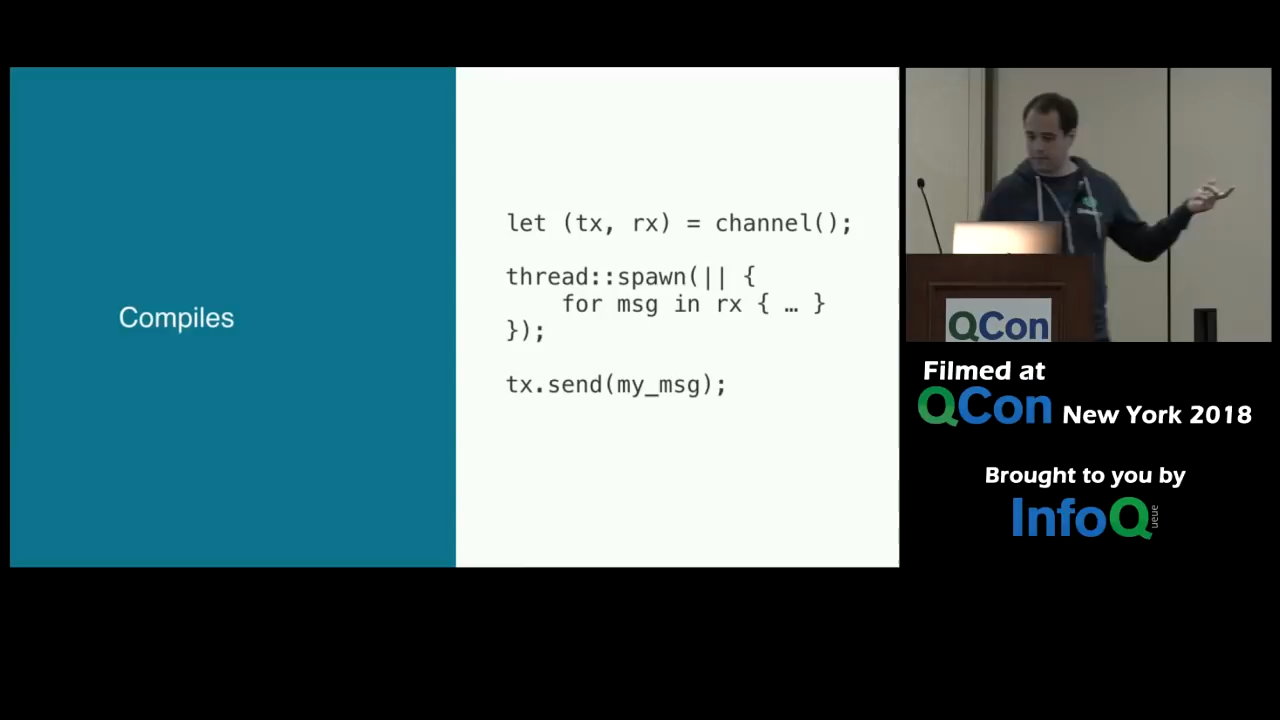 Compiles
let (tx, rx) = channel();
thread::spawn(|| {
for msg in rx { … }
});
tx.send(my_msg);
QCon
Filmed at
QCon New York 2018
Brought to you by
InfoQ
ueue